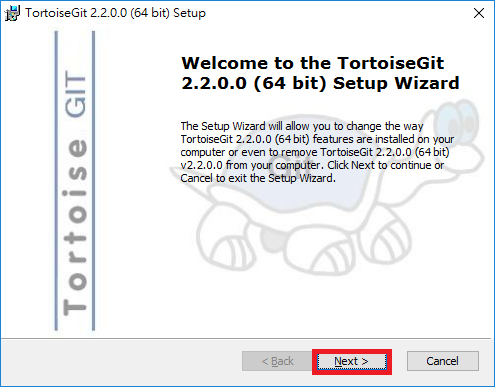 TortoiseGit 2.2.0.0 (64 bit) Setup
Tortoise GIT
Welcome to the TortoiseGit
2.2.0.0 (64 bit) Setup Wizard
The Setup Wizard will allow you to change the way
TortoiseGit 2.2.0.0 (64 bit) features are installed on your
computer or even to remove TortoiseGit 2.2.0.0 (64 bit)
v2.2.0.0 from your computer. Click Next to continue or
Cancel to exit the Setup Wizard.
Git
< Back Next > Cancel